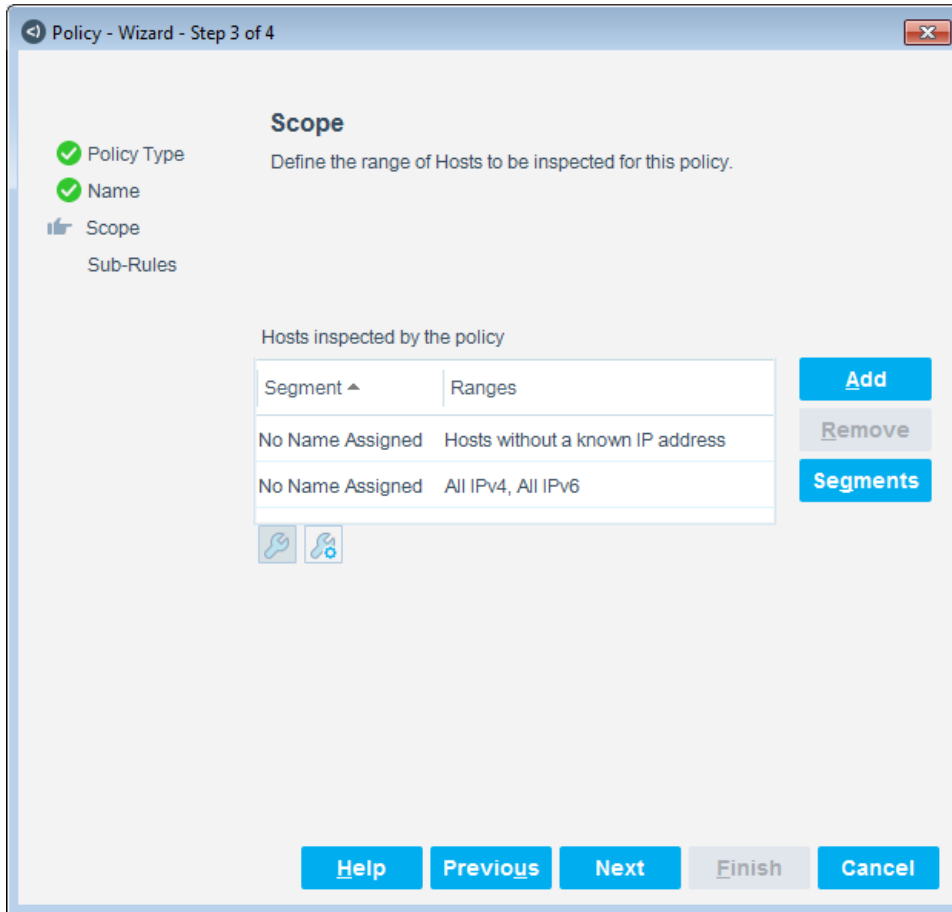 Policy - Wizard - Step 3 of 4
Policy Type
Name
Scope
Sub-Rules
Scope
Define the range of Hosts to be inspected for this policy.
Hosts inspected by the policy
Segment Ranges
No Name Assigned Hosts without a known IP address
No Name Assigned All IPv4, All IPv6
Add
Remove
Segments
Help Previous Next Finish Cancel